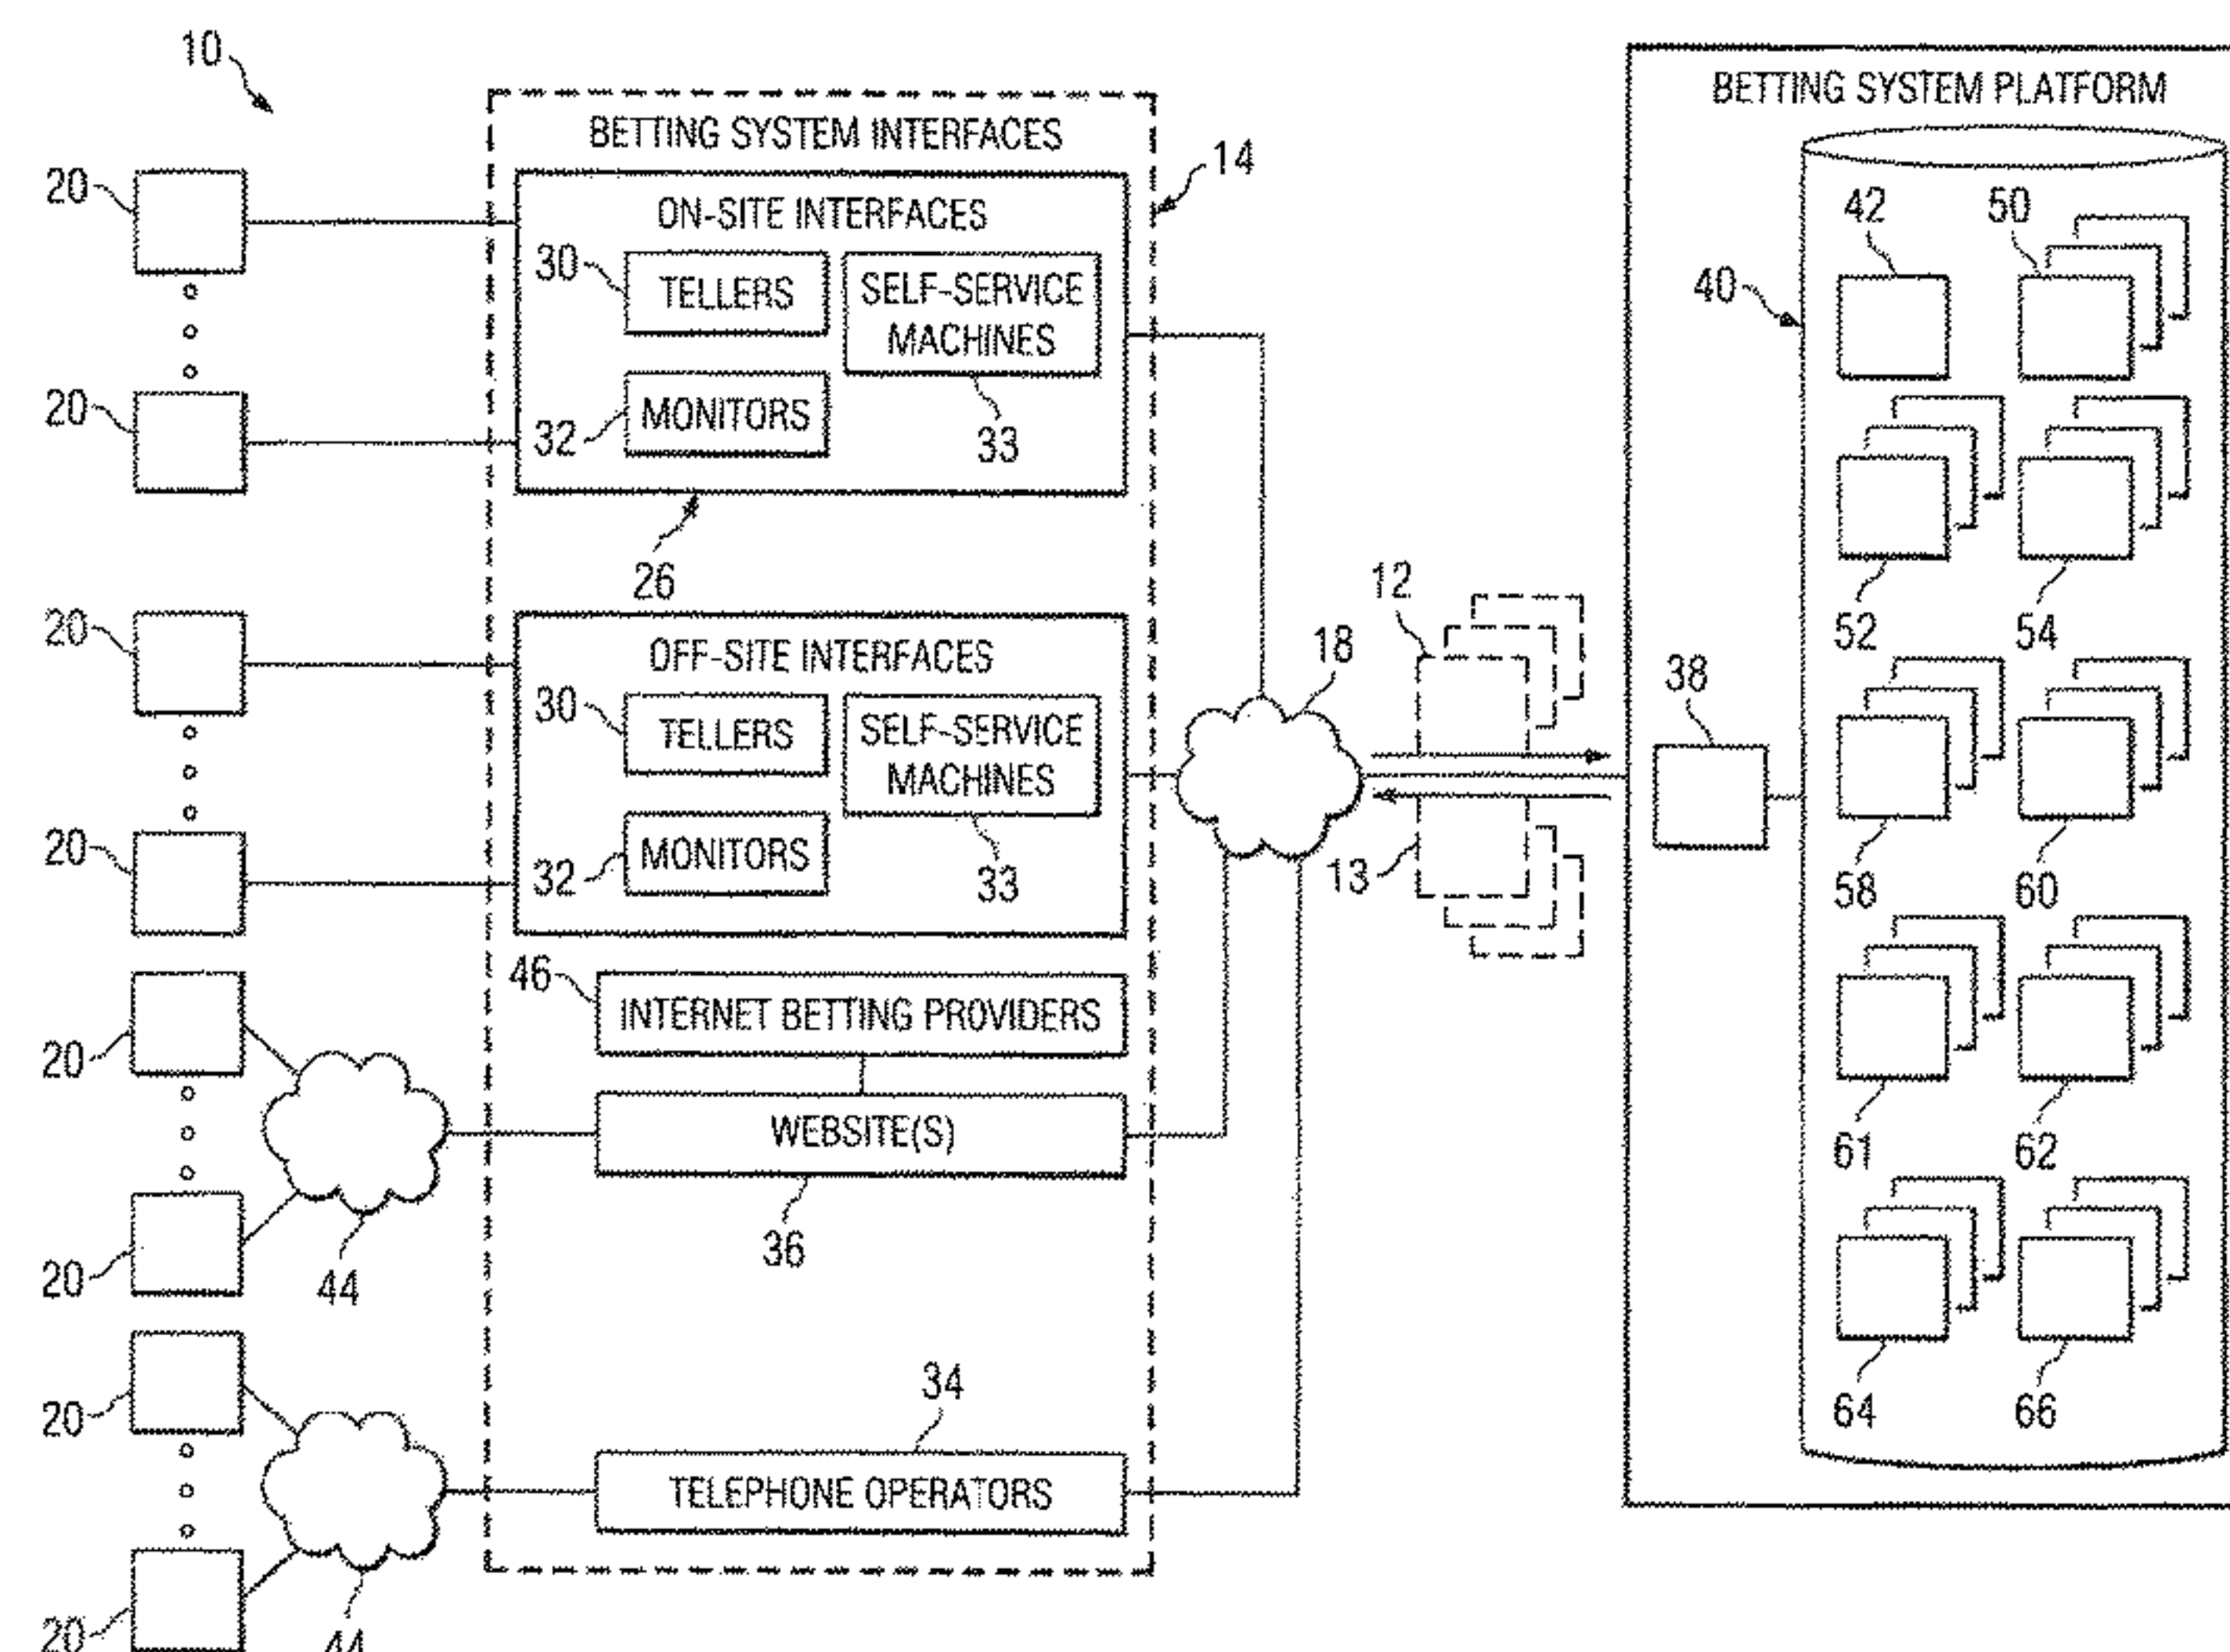 10
BETTING SYSTEM INTERFACES
14
20
ON-SITE INTERFACES
30
TELLERS
SELF-SERVICE
MACHINES
20
32
MONITORS
33
26
20
OFF-SITE INTERFACES
30
TELLERS
SELF-SERVICE
MACHINES
20
32
MONITORS
33
46
INTERNET BETTING PROVIDERS
20
WEBSITE(S)
36
20
44
34
20
TELEPHONE OPERATORS
20
44
18
12
13
BETTING SYSTEM PLATFORM
38
40
42
50
52
54
58
60
61
62
64
66